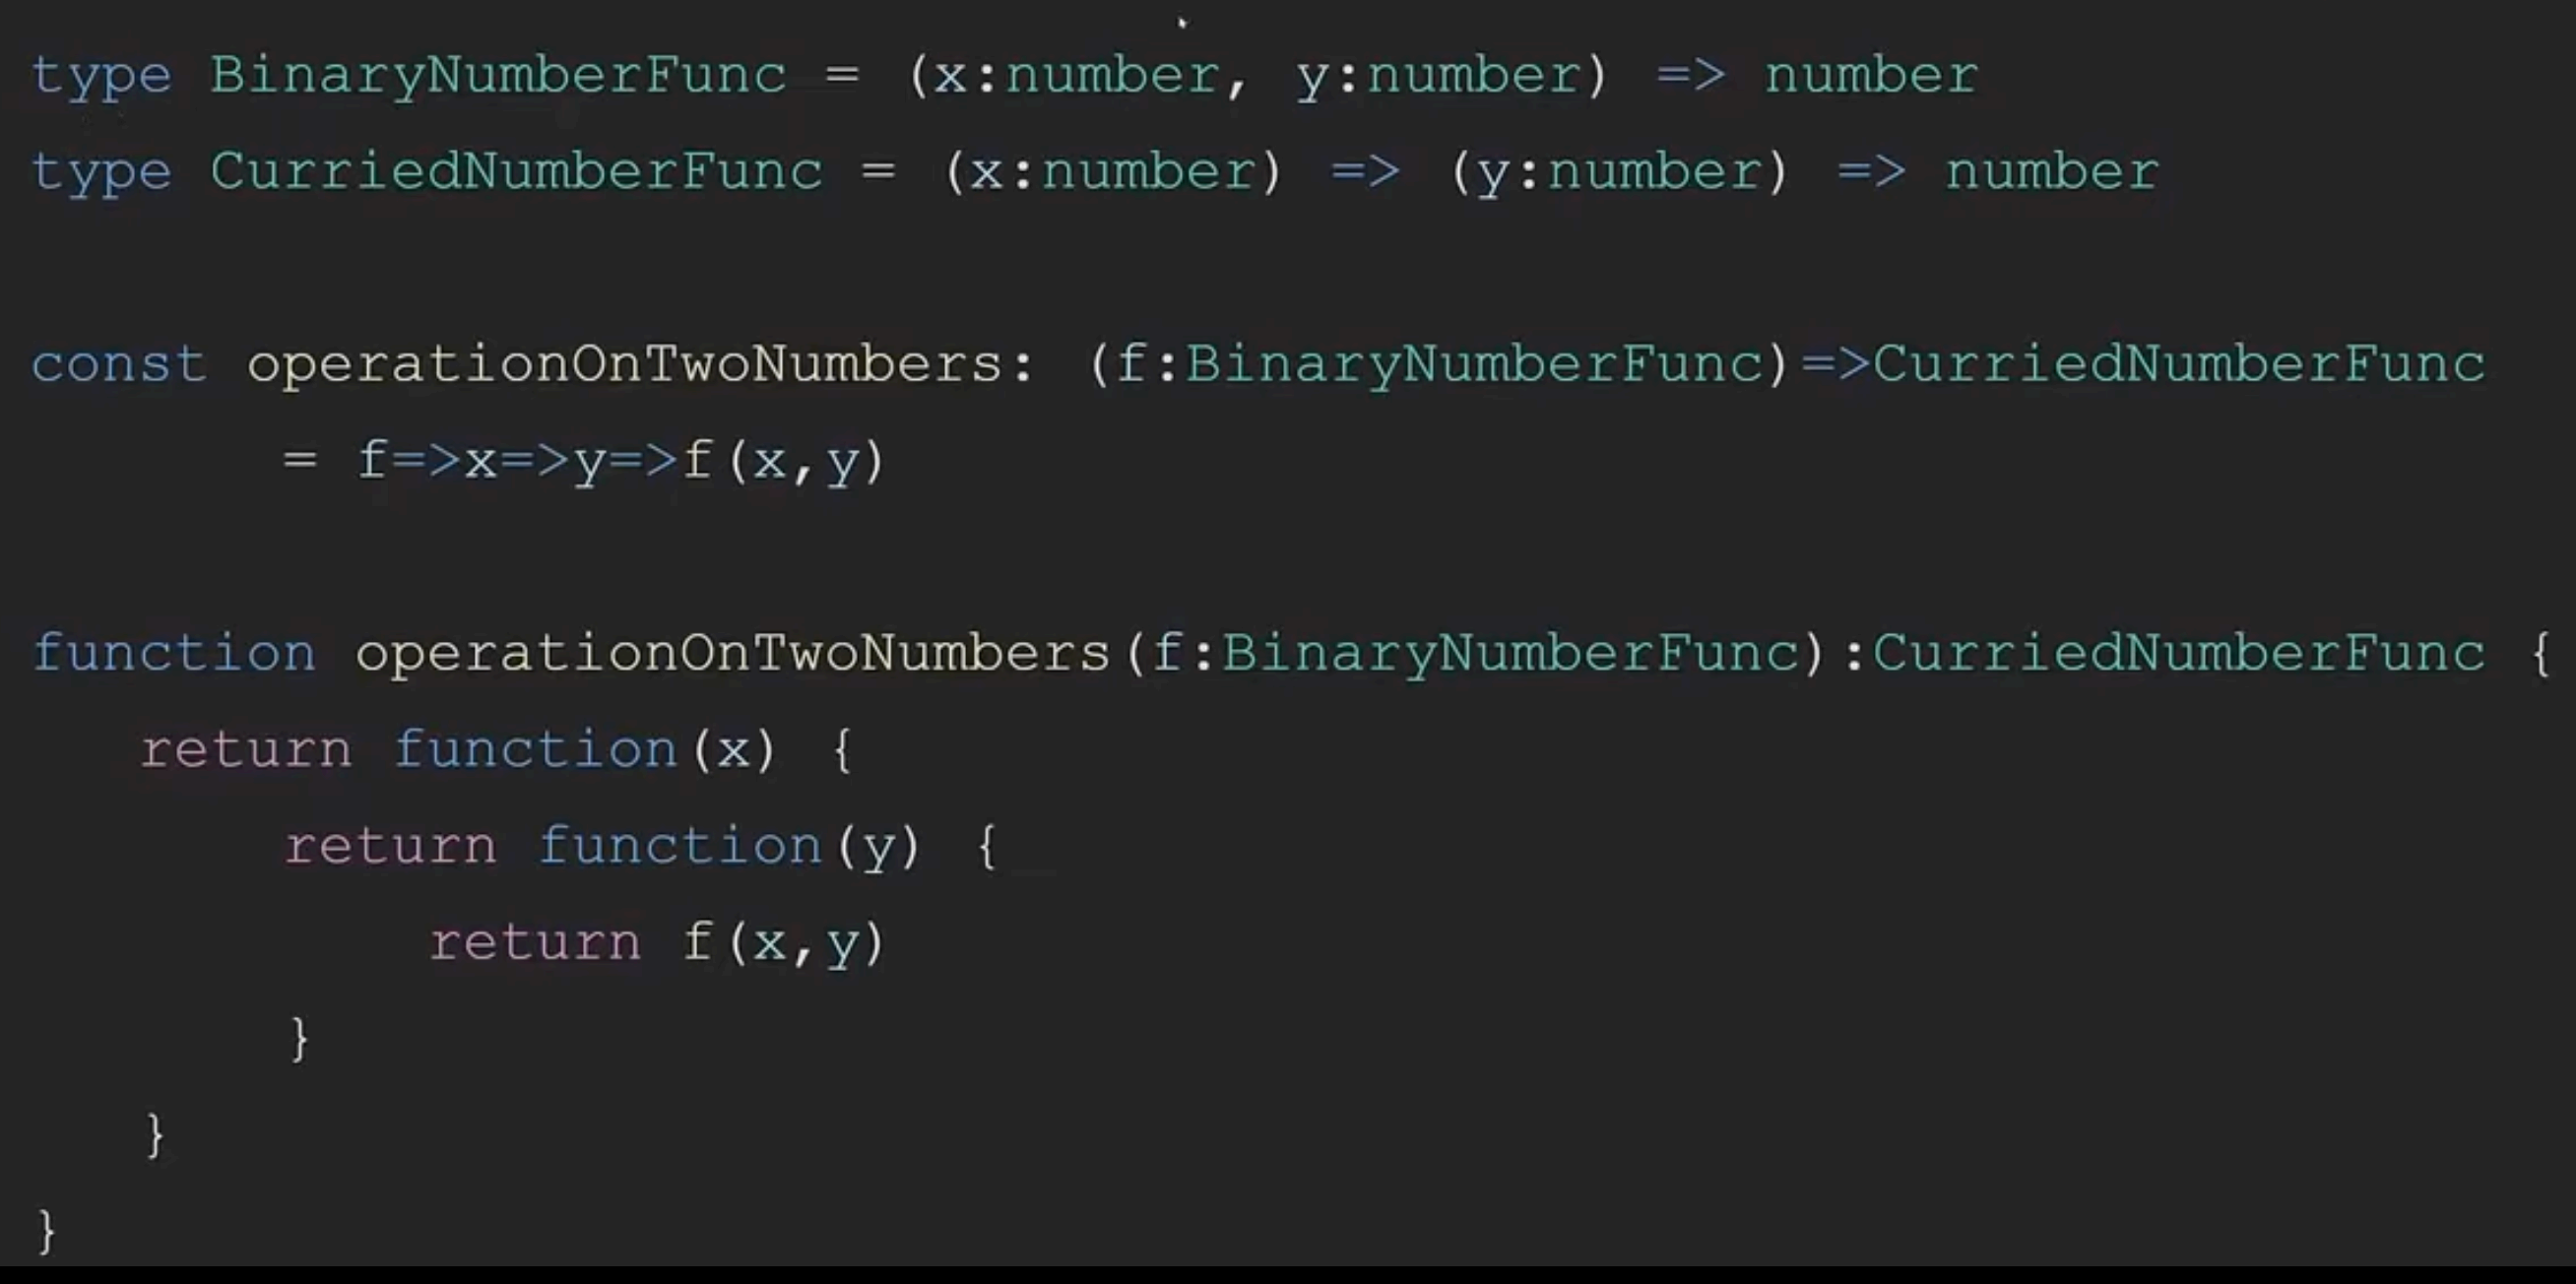 type BinaryNumberFunc = (x:number, y:number) => number
type CurriedNumberFunc = (x:number) => (y:number) => number
const operationOnTwoNumbers: (f:BinaryNumberFunc)=>CurriedNumberFunc
= f=>x=>y=>f(x,y)
function operationOnTwoNumbers(f:BinaryNumberFunc):CurriedNumberFunc {
return function(x) {
return function(y) {
return f(x,y)
}
}
}